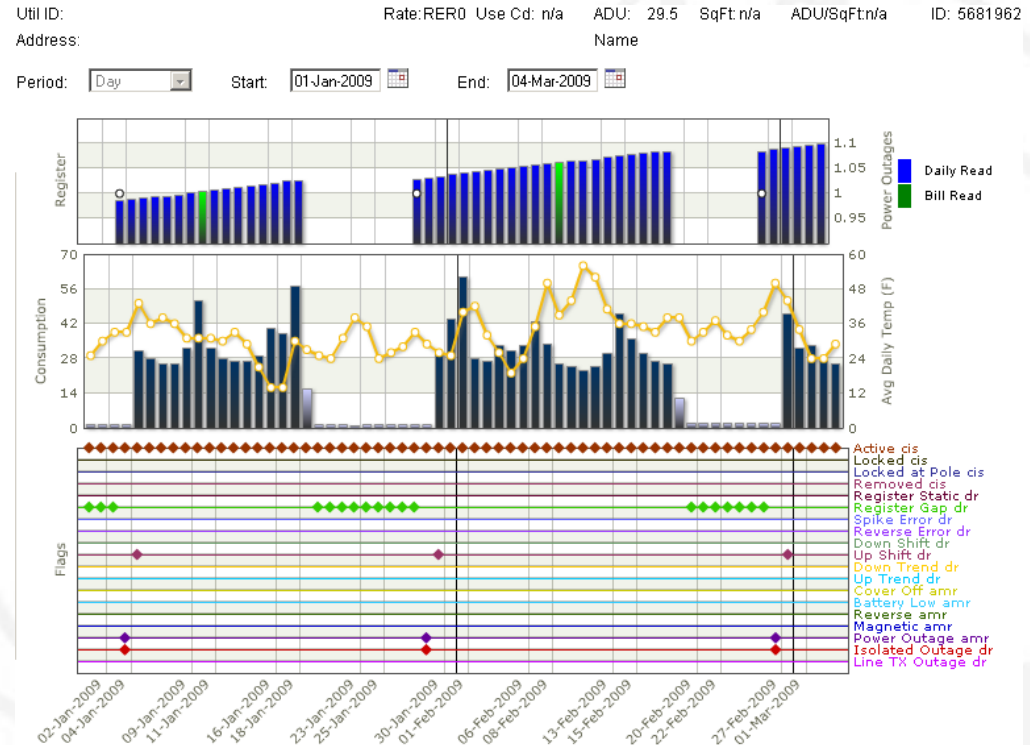 Util ID: Rate:RER0 Use Cd: n/a ADU: 29.5 SqFt:n/a ADU/SqFt:n/a ID: 5681962
Address: Name
Period: Day Start: 01-Jan-2009 End: 04-Mar-2009
Register
1.1
1.05
1
0.95
Power Outages
Daily Read
Bill Read
Consumption
70
56
42
28
14
0
60
48
36
24
12
0
Avg Daily Temp (F)
Flags
Active cis
Locked cis
Locked at Pole cis
Removed cis
Register Static dr
Register Gap dr
Spike Error dr
Reverse Error dr
Down Shift dr
Up Shift dr
Down Trend dr
Up Trend dr
Cover Off amr
Battery Low amr
Reverse amr
Magnetic amr
Power Outage amr
Isolated Outage dr
Line TX Outage dr
02-Jan-2009
04-Jan-2009
09-Jan-2009
11-Jan-2009
16-Jan-2009
18-Jan-2009
23-Jan-2009
25-Jan-2009
30-Jan-2009
01-Feb-2009
06-Feb-2009
08-Feb-2009
13-Feb-2009
15-Feb-2009
20-Feb-2009
22-Feb-2009
27-Feb-2009
01-Mar-2009